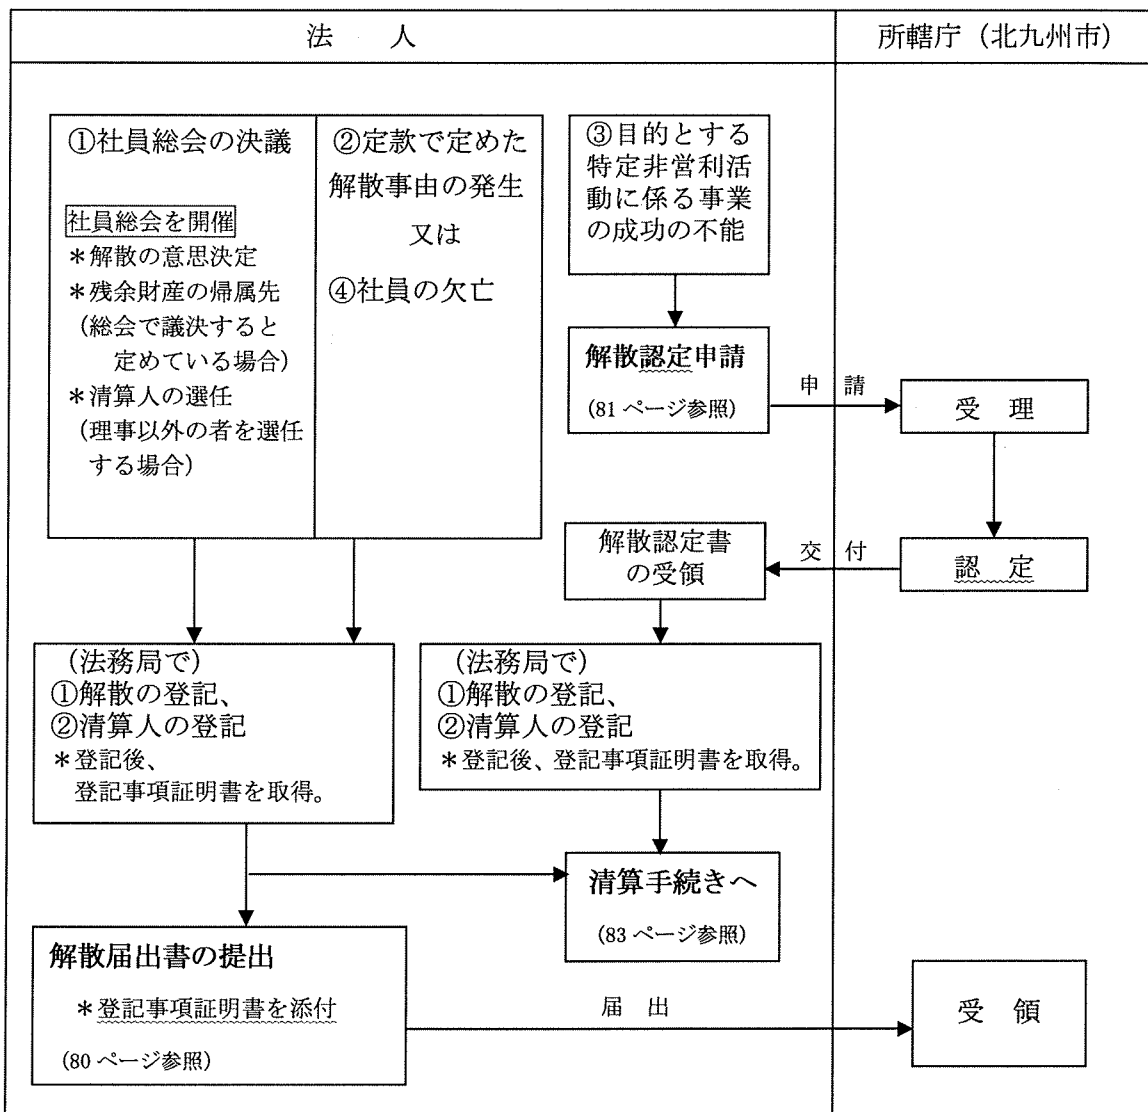 法　人
所轄庁（北九州市）
①社員総会の決議
社員総会を開催
＊解散の意思決定
＊残余財産の帰属先
（総会で議決すると
定めている場合）
＊清算人の選任
（理事以外の者を選任
する場合）
②定款で定めた
解散事由の発生
又は
④社員の欠亡
③目的とする
特定非営利活
動に係る事業
の成功の不能
解散認定申請
（81 ページ参照）
申　請
受　理
解散認定書
の受領
交　付
認　定
（法務局で）
①解散の登記、
②清算人の登記
＊登記後、
登記事項証明書を取得。
（法務局で）
①解散の登記、
②清算人の登記
＊登記後、登記事項証明書を取得。
清算手続きへ
（83 ページ参照）
解散届出書の提出
＊登記事項証明書を添付
（80 ページ参照）
届　出
受　領